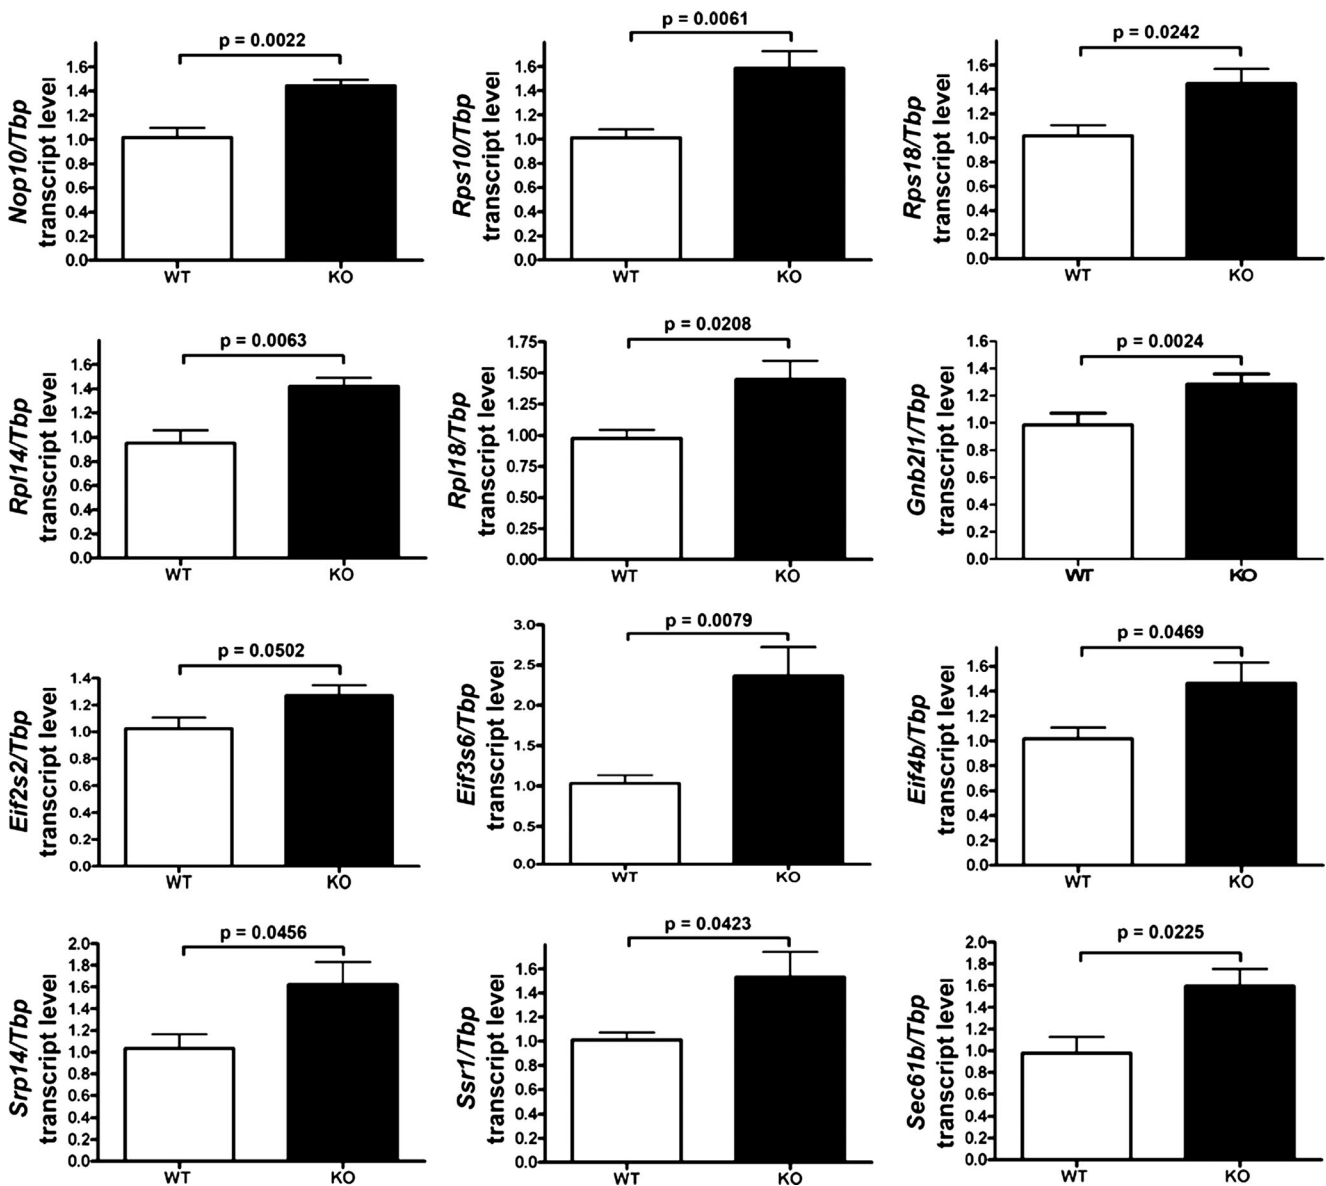 p = 0.0022
Nop10/Tbp
transcript level
1.6
1.4
1.2
1.0
0.8
0.6
0.4
0.2
0.0
WT KO
p = 0.0061
Rps10/Tbp
transcript level
1.6
1.4
1.2
1.0
0.8
0.6
0.4
0.2
0.0
WT KO
p = 0.0242
Rps18/Tbp
transcript level
1.6
1.4
1.2
1.0
0.8
0.6
0.4
0.2
0.0
WT KO
p = 0.0063
Rpl14/Tbp
transcript level
1.6
1.4
1.2
1.0
0.8
0.6
0.4
0.2
0.0
WT KO
p = 0.0208
Rpl18/Tbp
transcript level
1.75
1.50
1.25
1.00
0.75
0.50
0.25
0.00
WT KO
p = 0.0024
Gnb2l1/Tbp
transcript level
1.6
1.4
1.2
1.0
0.8
0.6
0.4
0.2
0.0
WT KO
p = 0.0502
Eif2s2/Tbp
transcript level
1.4
1.2
1.0
0.8
0.6
0.4
0.2
0.0
WT KO
p = 0.0079
Eif3s6/Tbp
transcript level
3.0
2.5
2.0
1.5
1.0
0.5
0.0
WT KO
p = 0.0469
Eif4b/Tbp
transcript level
1.6
1.4
1.2
1.0
0.8
0.6
0.4
0.2
0.0
WT KO
p = 0.0456
Srp14/Tbp
transcript level
2.0
1.8
1.6
1.4
1.2
1.0
0.8
0.6
0.4
0.2
0.0
WT KO
p = 0.0423
Ssr1/Tbp
transcript level
1.6
1.4
1.2
1.0
0.8
0.6
0.4
0.2
0.0
WT KO
p = 0.0225
Sec61b/Tbp
transcript level
2.0
1.8
1.6
1.4
1.2
1.0
0.8
0.6
0.4
0.2
0.0
WT KO